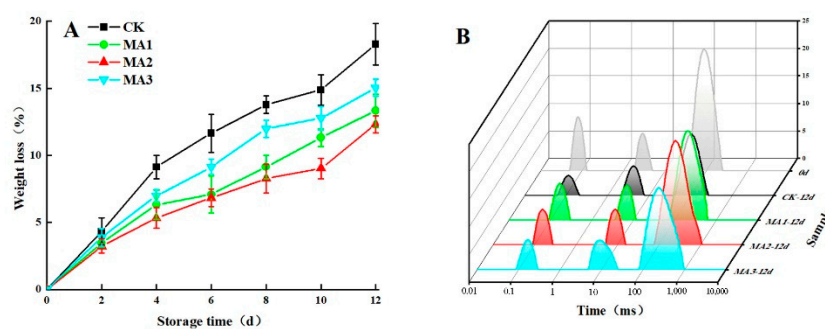 A
CK
MA1
MA2
MA3
Weight loss (%)
20
15
10
5
0
0 2 4 6 8 10 12
Storage time (d)
B
25
20
15
10
5
0
0d
CK-12d
MA1-12d
MA2-12d
MA3-12d
0.01 0.1 1 10 100 1,000 10,000
Time (ms)